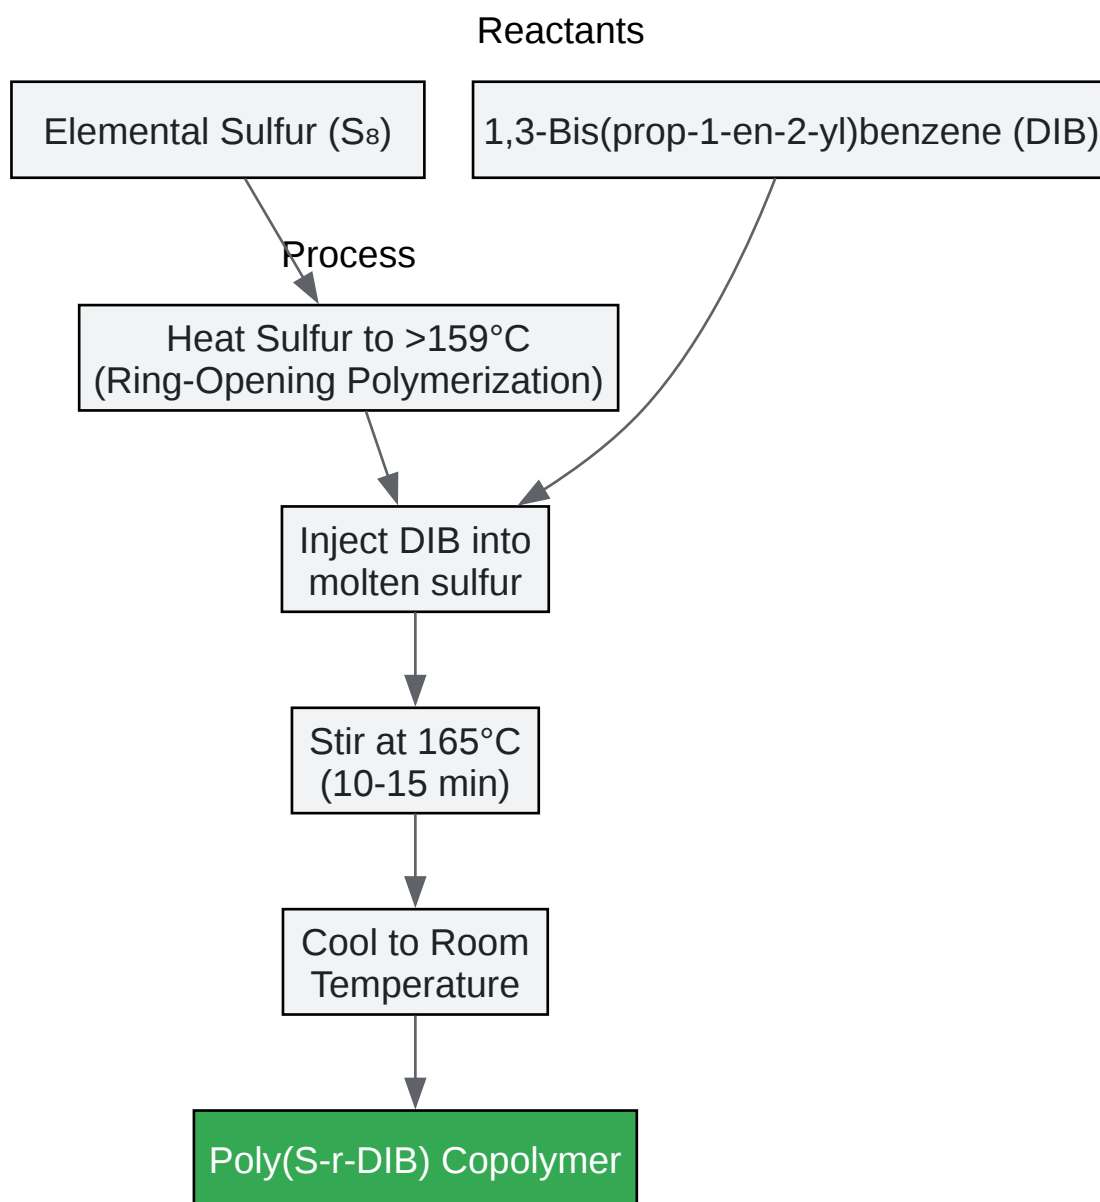 Reactants
Elemental Sulfur (S₈)
1,3-Bis(prop-1-en-2-yl)benzene (DIB)
Process
Heat Sulfur to >159°C
(Ring-Opening Polymerization)
Inject DIB into
molten sulfur
Stir at 165°C
(10-15 min)
Cool to Room
Temperature
Poly(S-r-DIB) Copolymer